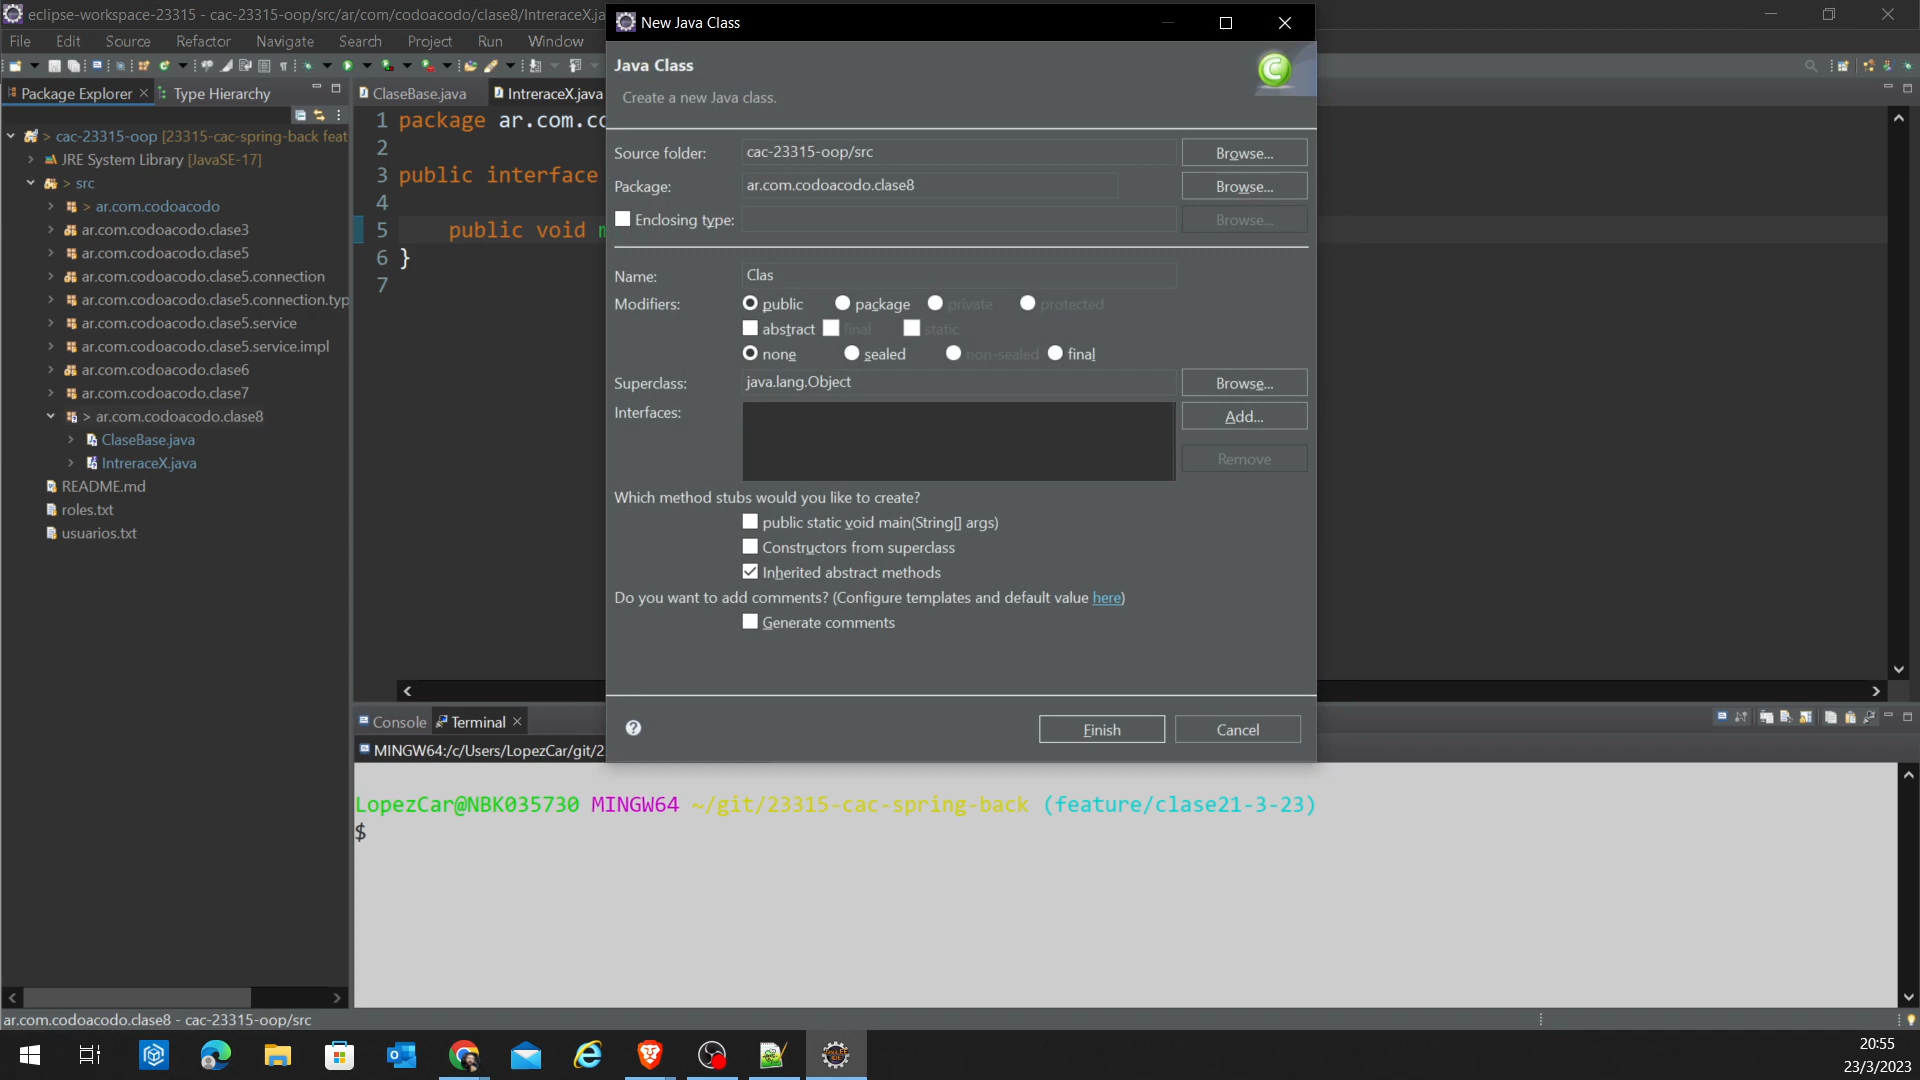 eclipse-workspace-23315 - cac-23315-oop/src/ar/com/codoacodo/clase8/IntreraceX.ja
New Java Class
File Edit Source Refactor Navigate Search Project Run Window
Java Class
Create a new Java class.
Package Explorer
Type Hierarchy
ClaseBase.java
IntreraceX.java
> cac-23315-oop [23315-cac-spring-back feat
JRE System Library [JavaSE-17]
> src
> ar.com.codoacodo
ar.com.codoacodo.clase3
ar.com.codoacodo.clase5
ar.com.codoacodo.clase5.connection
ar.com.codoacodo.clase5.connection.typ
ar.com.codoacodo.clase5.service
ar.com.codoacodo.clase5.service.impl
ar.com.codoacodo.clase6
ar.com.codoacodo.clase7
> ar.com.codoacodo.clase8
ClaseBase.java
IntreraceX.java
README.md
roles.txt
usuarios.txt
1 package ar.com.co
2
3 public interface
4
5 public void m
6 }
7
Source folder: cac-23315-oop/src Browse...
Package: ar.com.codoacodo.clase8 Browse...
Enclosing type: Browse...
Name: Clas
Modifiers: public package private protected
abstract final static
none sealed non-sealed final
Superclass: java.lang.Object Browse...
Interfaces: Add...
Remove
Which method stubs would you like to create?
public static void main(String[] args)
Constructors from superclass
Inherited abstract methods
Do you want to add comments? (Configure templates and default value here)
Generate comments
Finish Cancel
Console Terminal
MINGW64:/c/Users/LopezCar/git/2
LopezCar@NBK035730 MINGW64 ~/git/23315-cac-spring-back (feature/clase21-3-23)
$
ar.com.codoacodo.clase8 - cac-23315-oop/src
20:55
23/3/2023